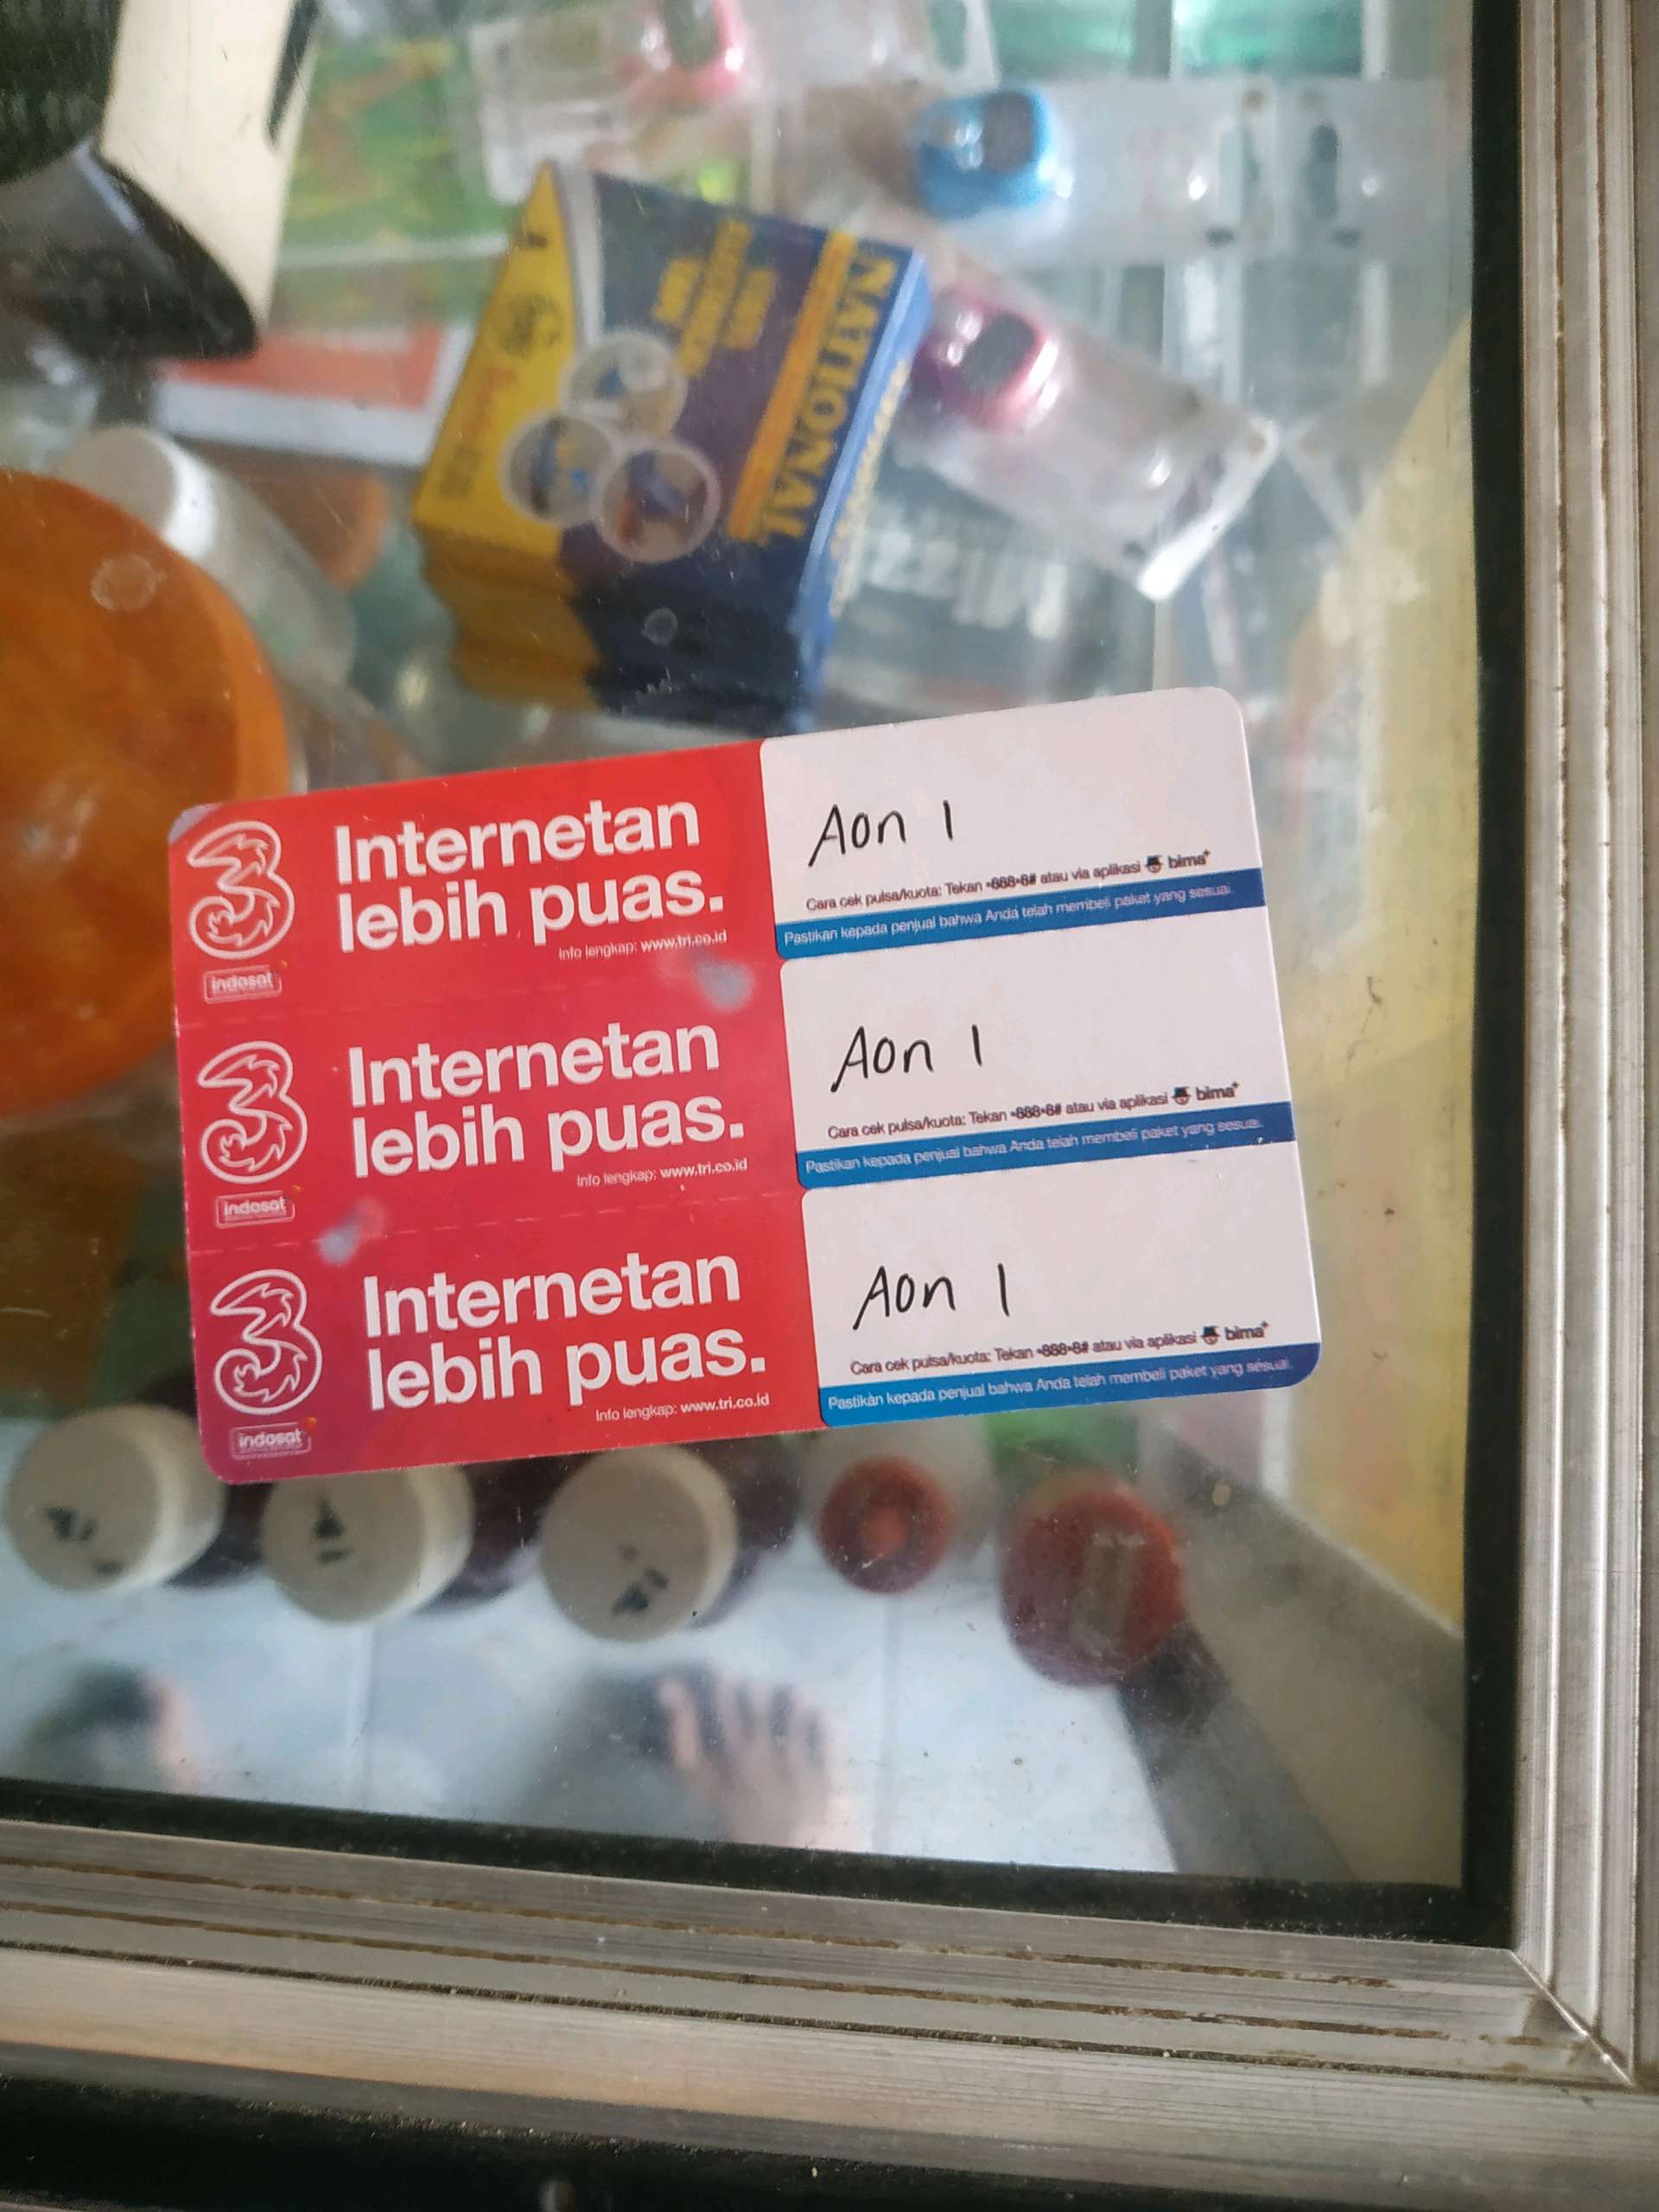 3
indosat
Internetan
lebih puas.
Info lengkap: www.tri.co.id
Aon 1
Cara cek pulsa/kuota: Tekan *888*8# atau via aplikasi bima+
Pastikan kepada penjual bahwa Anda telah membeli paket yang sesuai.
3
indosat
Internetan
lebih puas.
Info lengkap: www.tri.co.id
Aon 1
Cara cek pulsa/kuota: Tekan *888*8# atau via aplikasi bima+
Pastikan kepada penjual bahwa Anda telah membeli paket yang sesuai.
3
indosat
Internetan
lebih puas.
Info lengkap: www.tri.co.id
Aon 1
Cara cek pulsa/kuota: Tekan *888*8# atau via aplikasi bima+
Pastikan kepada penjual bahwa Anda telah membeli paket yang sesuai.
NATIONAL